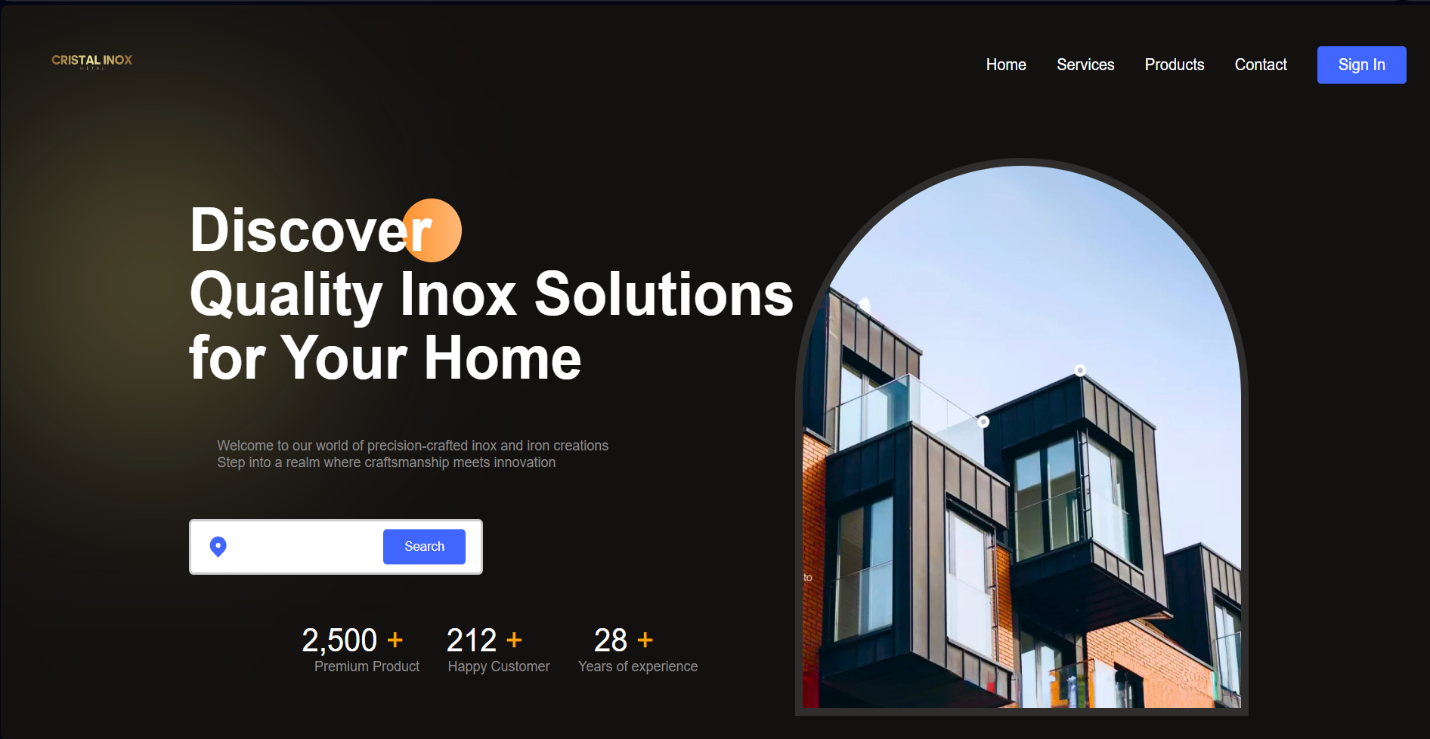 CRISTAL INOX
METAL
Home Services Products Contact Sign In
Discover
Quality Inox Solutions
for Your Home
Welcome to our world of precision-crafted inox and iron creations
Step into a realm where craftsmanship meets innovation
Search
2,500 + 212 + 28 +
Premium Product Happy Customer Years of experience
to